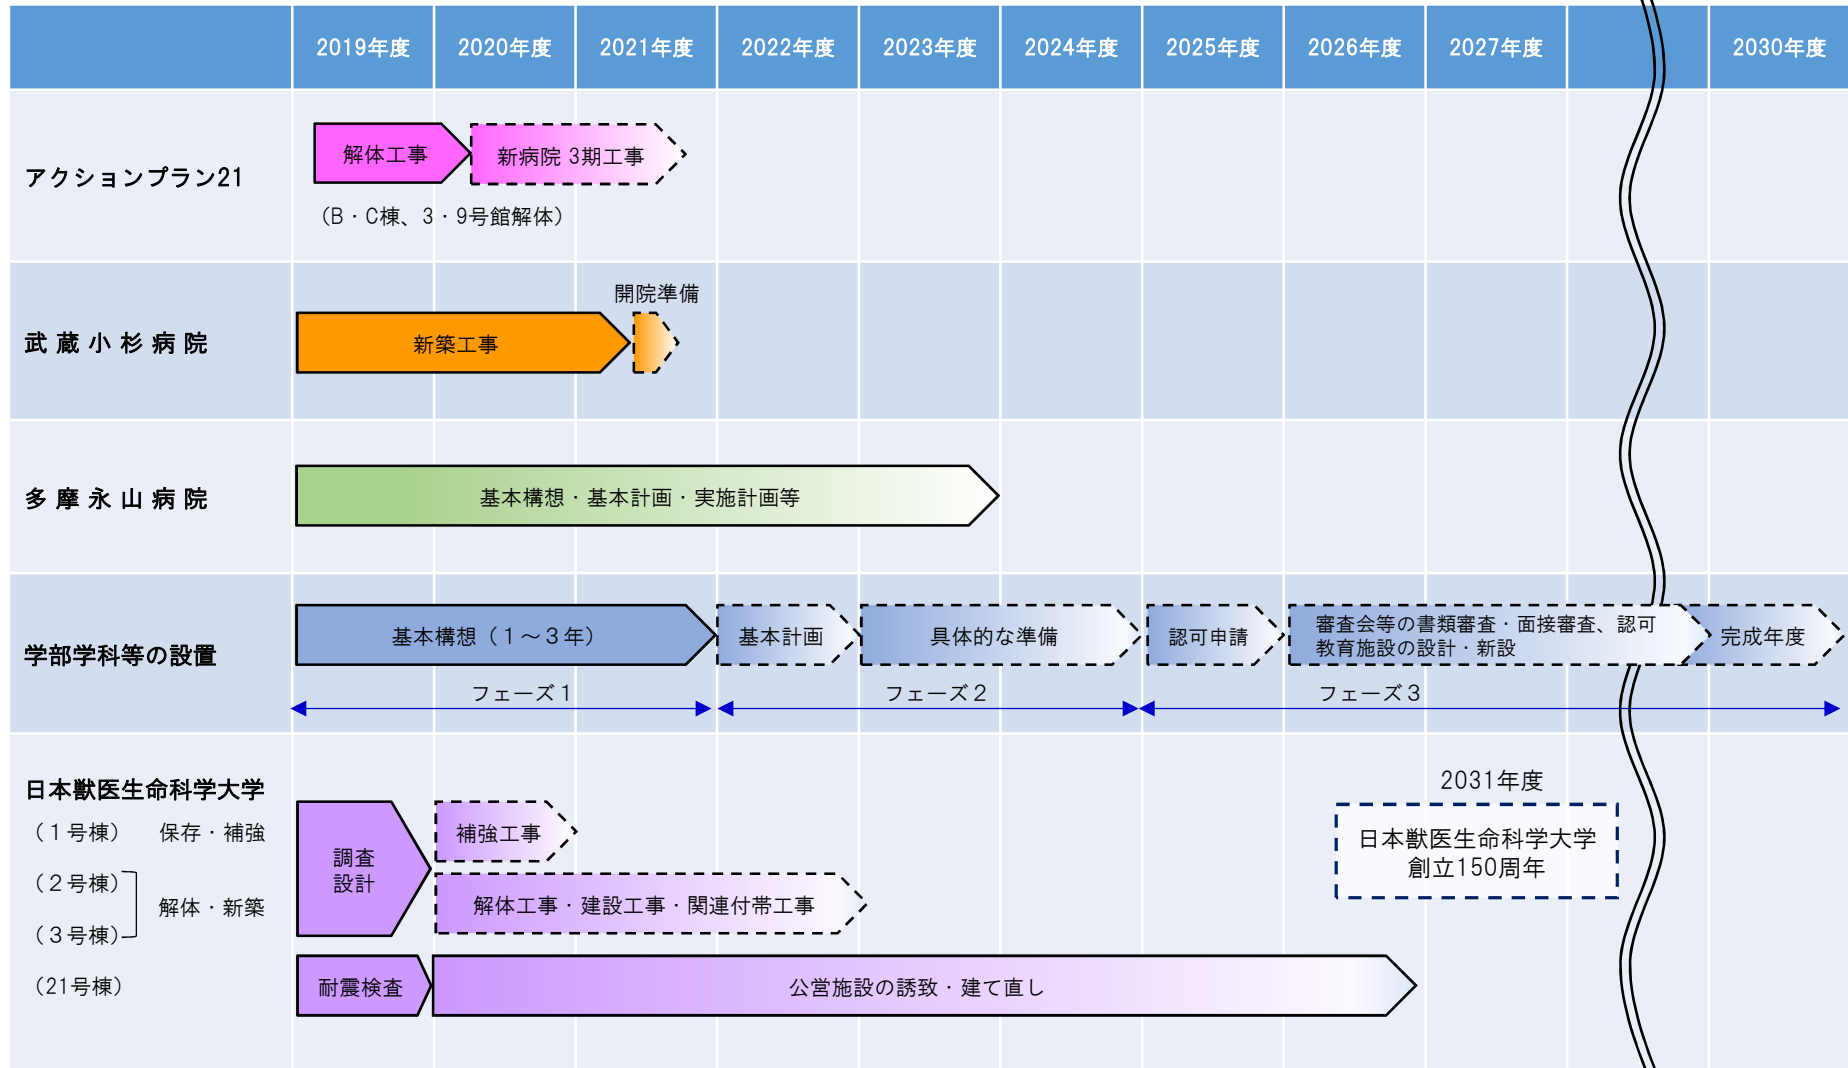 2019年度 2020年度 2021年度 2022年度 2023年度 2024年度 2025年度 2026年度 2027年度 2030年度
アクションプラン21
解体工事
新病院 3期工事
（B・C棟、3・9号館解体）
武蔵小杉病院
新築工事
開院準備
多摩永山病院
基本構想・基本計画・実施計画等
学部学科等の設置
基本構想（１～３年）
基本計画
具体的な準備
認可申請
審査会等の書類審査・面接審査、認可
教育施設の設計・新設
完成年度
フェーズ１
フェーズ２
フェーズ３
日本獣医生命科学大学
（１号棟） 保存・補強
（２号棟）
解体・新築
（３号棟）
（21号棟）
調査
設計
補強工事
解体工事・建設工事・関連付帯工事
耐震検査
公営施設の誘致・建て直し
2031年度
日本獣医生命科学大学
創立150周年